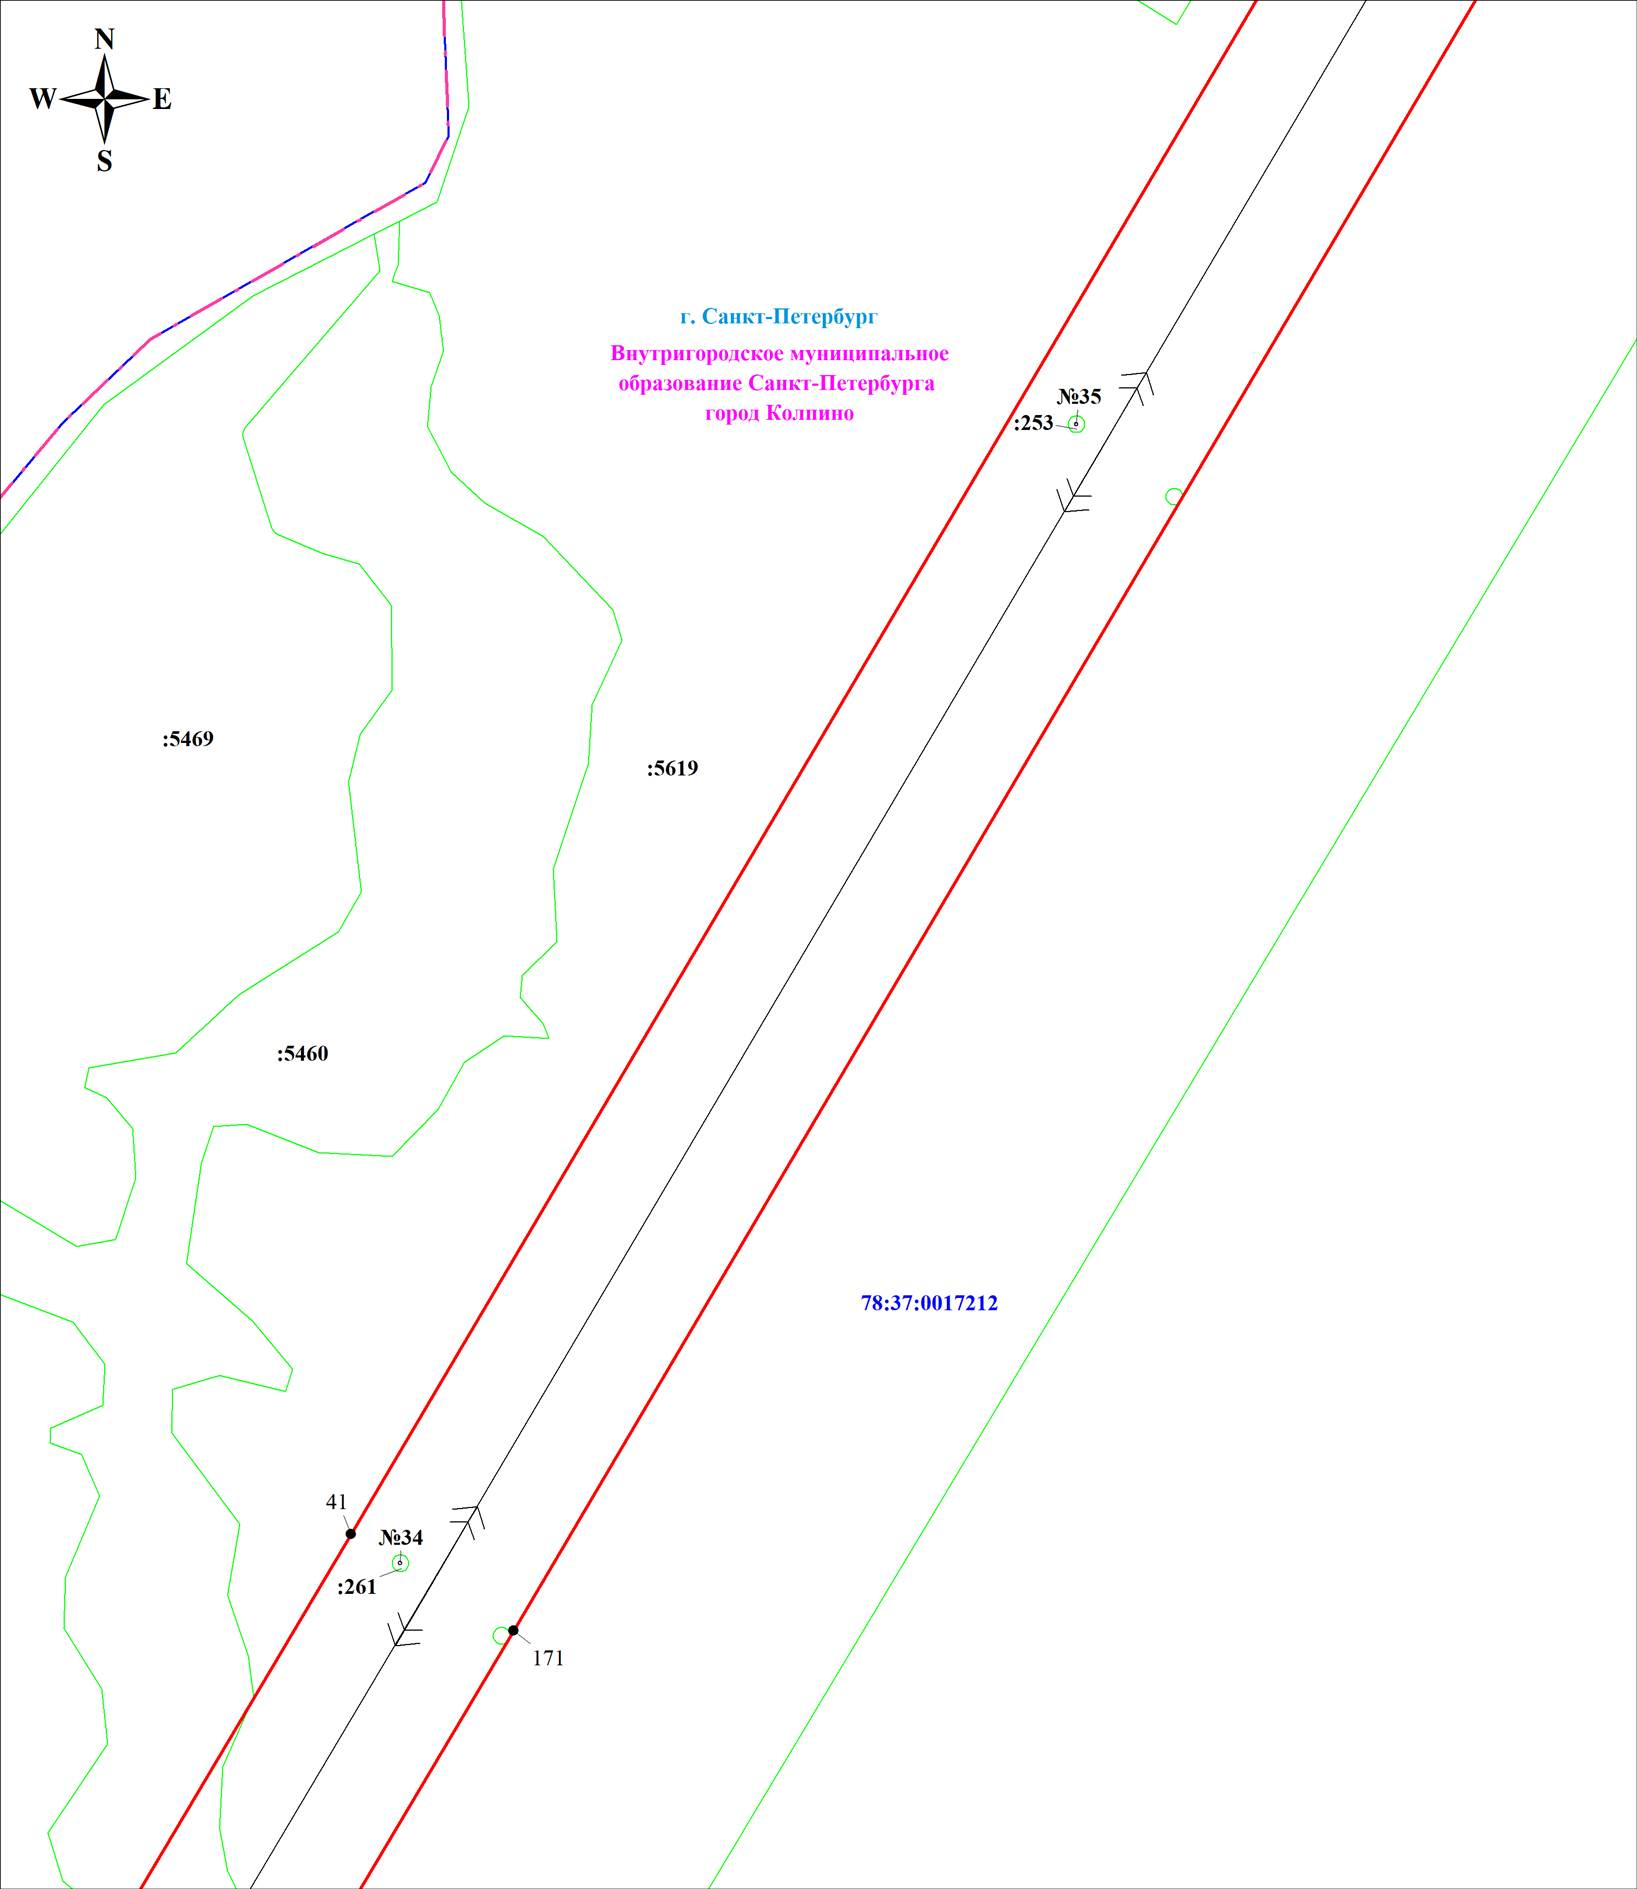 N
W E
S
г. Санкт-Петербург
Внутригородское муниципальное
образование Санкт-Петербурга
город Колпино
№35
:253
:5469
:5619
:5460
78:37:0017212
41
№34
:261
171